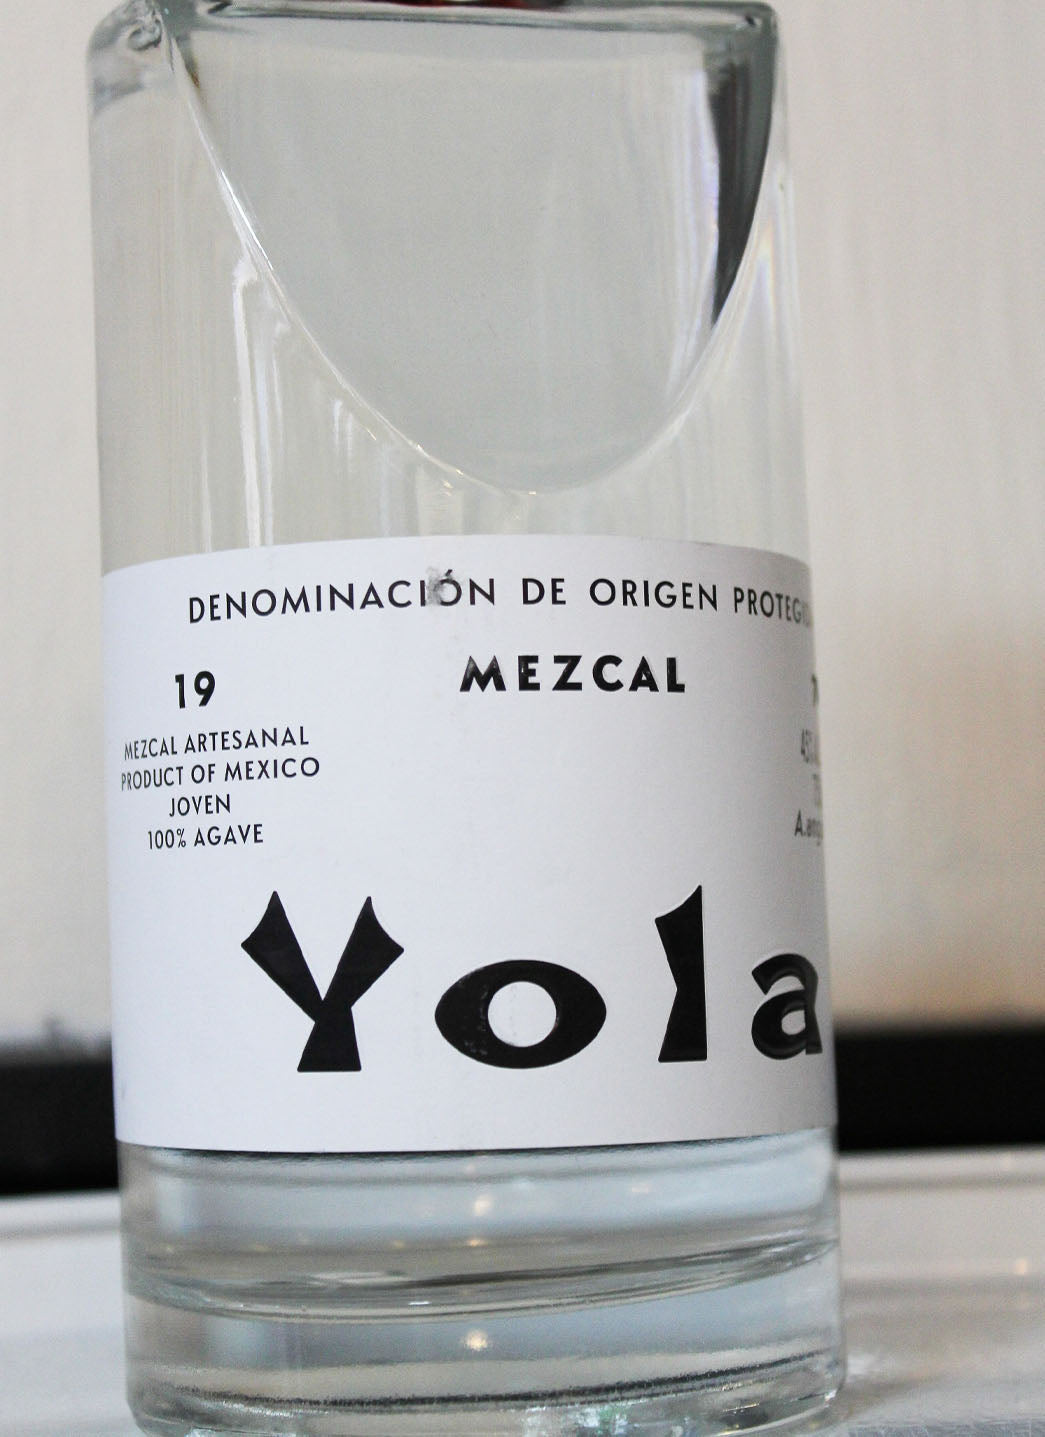 DENOMINACIÓN DE ORIGEN
MEZCAL
19
MEZCAL ARTESANAL
PRODUCT OF MEXICO
JOVEN
100% AGAVE
Yola